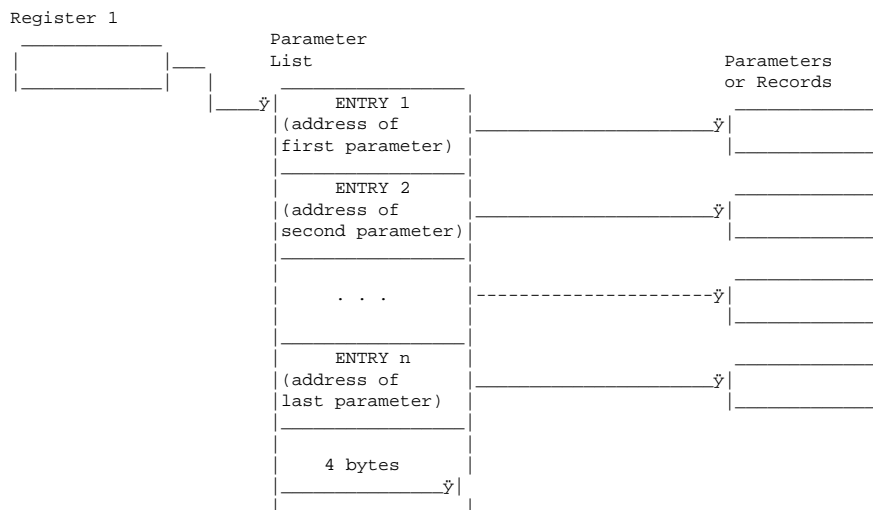 Register 1
Parameter
List
Parameters
or Records
ENTRY 1
(address of
first parameter)
ENTRY 2
(address of
second parameter)
. . .
ENTRY n
(address of
last parameter)
4 bytes
ÿ
ÿ
ÿ
ÿ
ÿ
ÿ